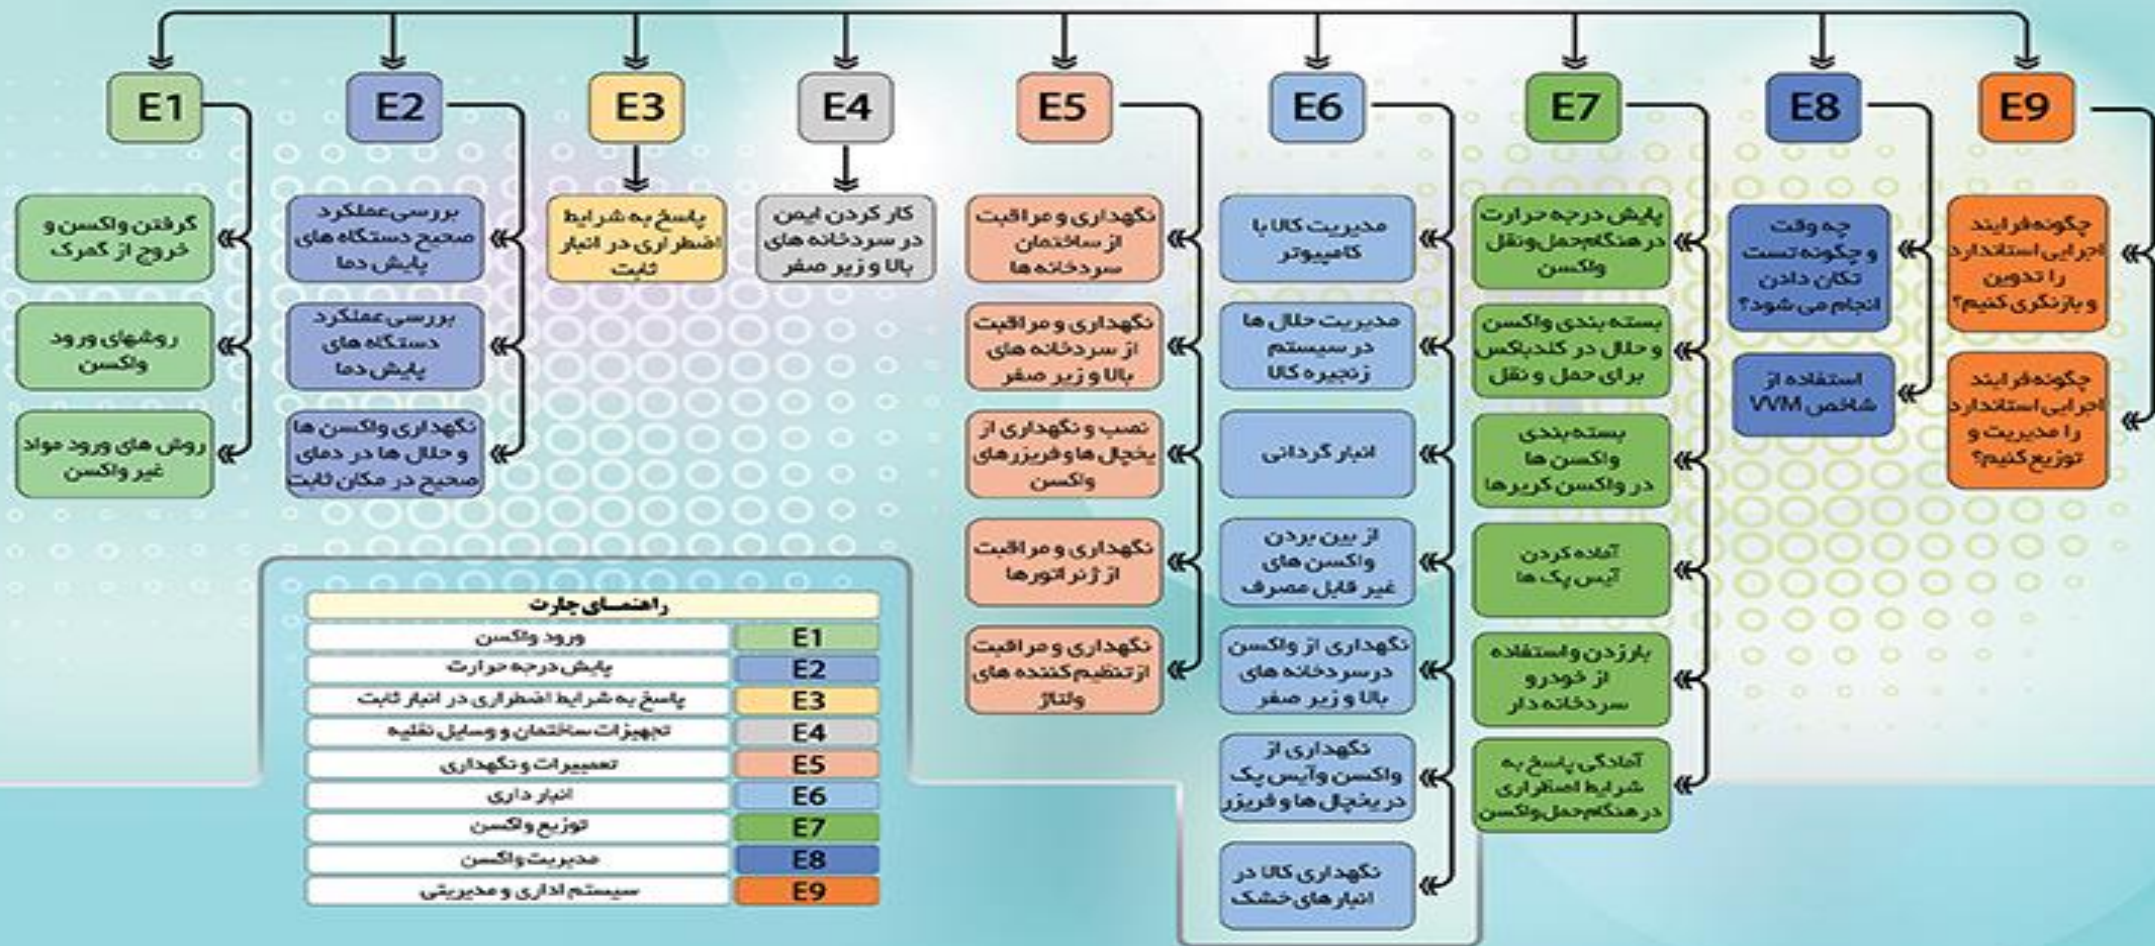 E1
E2
E3
E4
E5
E6
E7
E8
E9
گرفتن واکسن و
خروج از گمرک
روشهای ورود
واکسن
روش های ورود مواد
غیر واکسن
بررسی عملکرد
صحیح دستگاه های
پایش دما
بررسی عملکرد
دستگاه های
پایش دما
نگهداری واکسن ها
و حلال ها در دمای
صحیح در مکان ثابت
پاسخ به شرایط
اضطراری در انبار
ثابت
کار کردن ایمن
در سردخانه های
بالا و زیر صفر
نگهداری و مراقبت
از ساختمان
سردخانه ها
نگهداری و مراقبت
از سردخانه های
بالا و زیر صفر
نصب و نگهداری از
یخچال ها و فریزرهای
واکسن
نگهداری و مراقبت
از ژنراتورها
نگهداری و مراقبت
از تنظیم کننده های
ولتاژ
مدیریت کالا با
کامپیوتر
مدیریت حلال ها
در سیستم
زنجیره کالا
انبار گردانی
از بین بردن
واکسن های
غیر قابل مصرف
نگهداری از واکسن
درسردخانه های
بالا و زیر صفر
نگهداری از
واکسن وآیس پک
در یخچال ها و فریزر
نگهداری کالا در
انبار های خشک
پایش درجه حرارت
در هنگام حمل و نقل
واکسن
بسته بندی واکسن
و حلال در کلدباکس
برای حمل و نقل
بسته بندی
واکسن ها
در واکسن کریرها
آماده کردن
آیس پک ها
بارزدن و استفاده
از خودرو
سردخانه دار
آمادگی پاسخ به
شرایط اضطراری
در هنگام حمل واکسن
چه وقت
و چگونه تست
تکان دادن
انجام می شود؟
استفاده از
شاخص VVM
چگونه فرایند
اجرایی استاندارد
را تدوین
و بازنگری کنیم؟
چگونه فرایند
اجرایی استاندارد
را مدیریت و
توزیع کنیم؟
راهنمـای چارت
E1 ورود واکسن
E2 پایش درجه حرارت
E3 پاسخ به شرایط اضطراری در انبار ثابت
E4 تجهیزات ساختمان و وسایل نقلیه
E5 تعمییرات و نگهداری
E6 انبار داری
E7 توزیع واکسن
E8 مدیریت واکسن
E9 سیستم اداری و مدیریتی